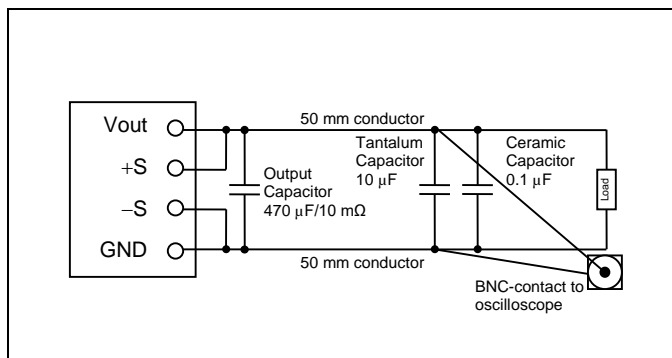 Vout
+S
−S
GND
50 mm conductor
50 mm conductor
Output
Capacitor
470 µF/10 mΩ
Tantalum
Capacitor
10 µF
Ceramic
Capacitor
0.1 µF
Load
BNC-contact to
oscilloscope